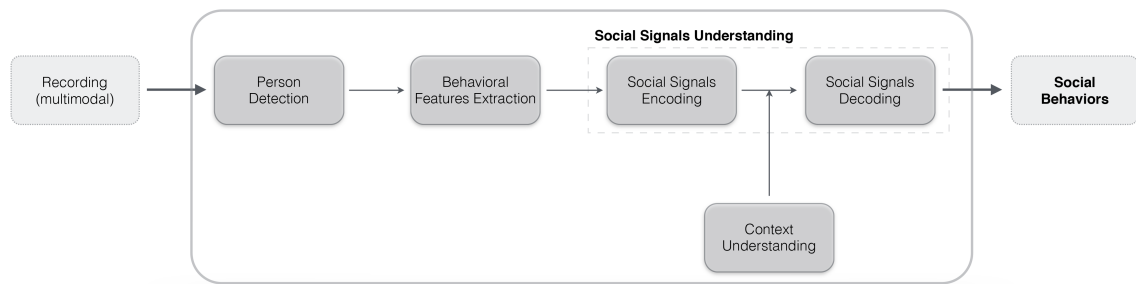 Social Signals Understanding
Recording
(multimodal)
Person
Detection
Behavioral
Features Extraction
Social Signals
Encoding
Social Signals
Decoding
Social
Behaviors
Context
Understanding